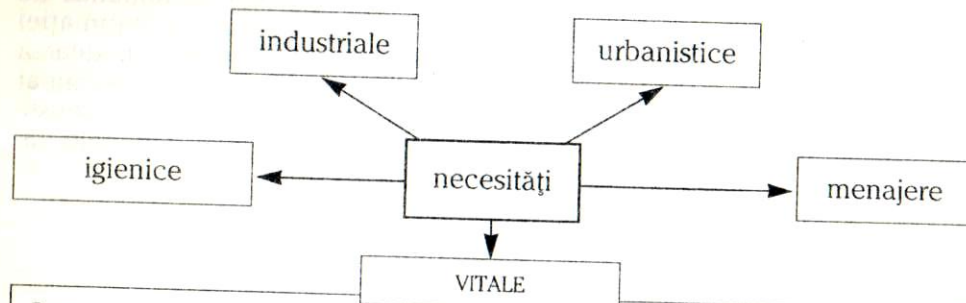 industriale
urbanistice
igienice
necesităţi
menajere
VITALE